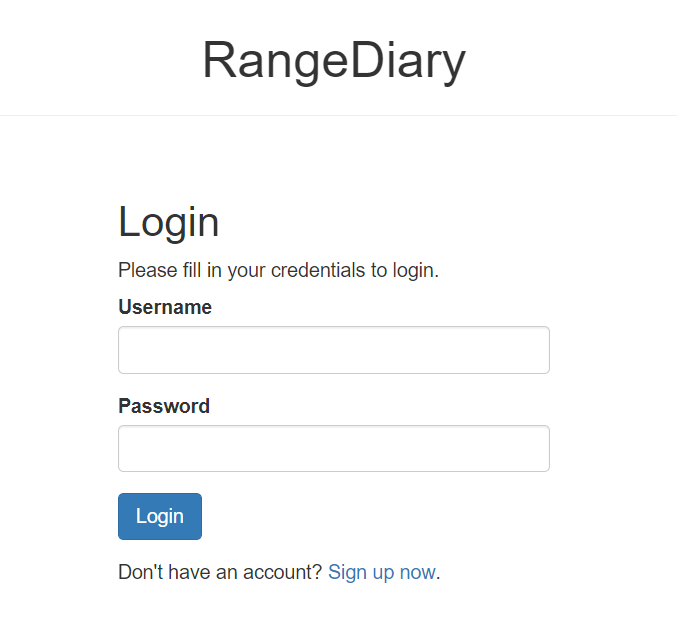 RangeDiary
Login
Please fill in your credentials to login.
Username
Password
Login
Don't have an account? Sign up now.